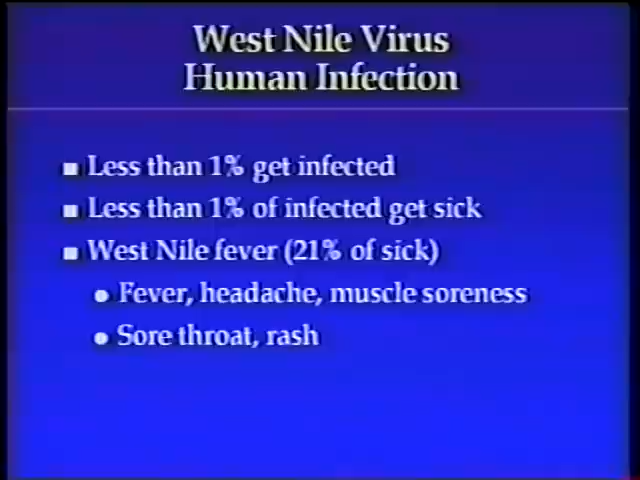 West Nile Virus
Human Infection
Less than 1% get infected
Less than 1% of infected get sick
West Nile fever (21% of sick)
Fever, headache, muscle soreness
Sore throat, rash